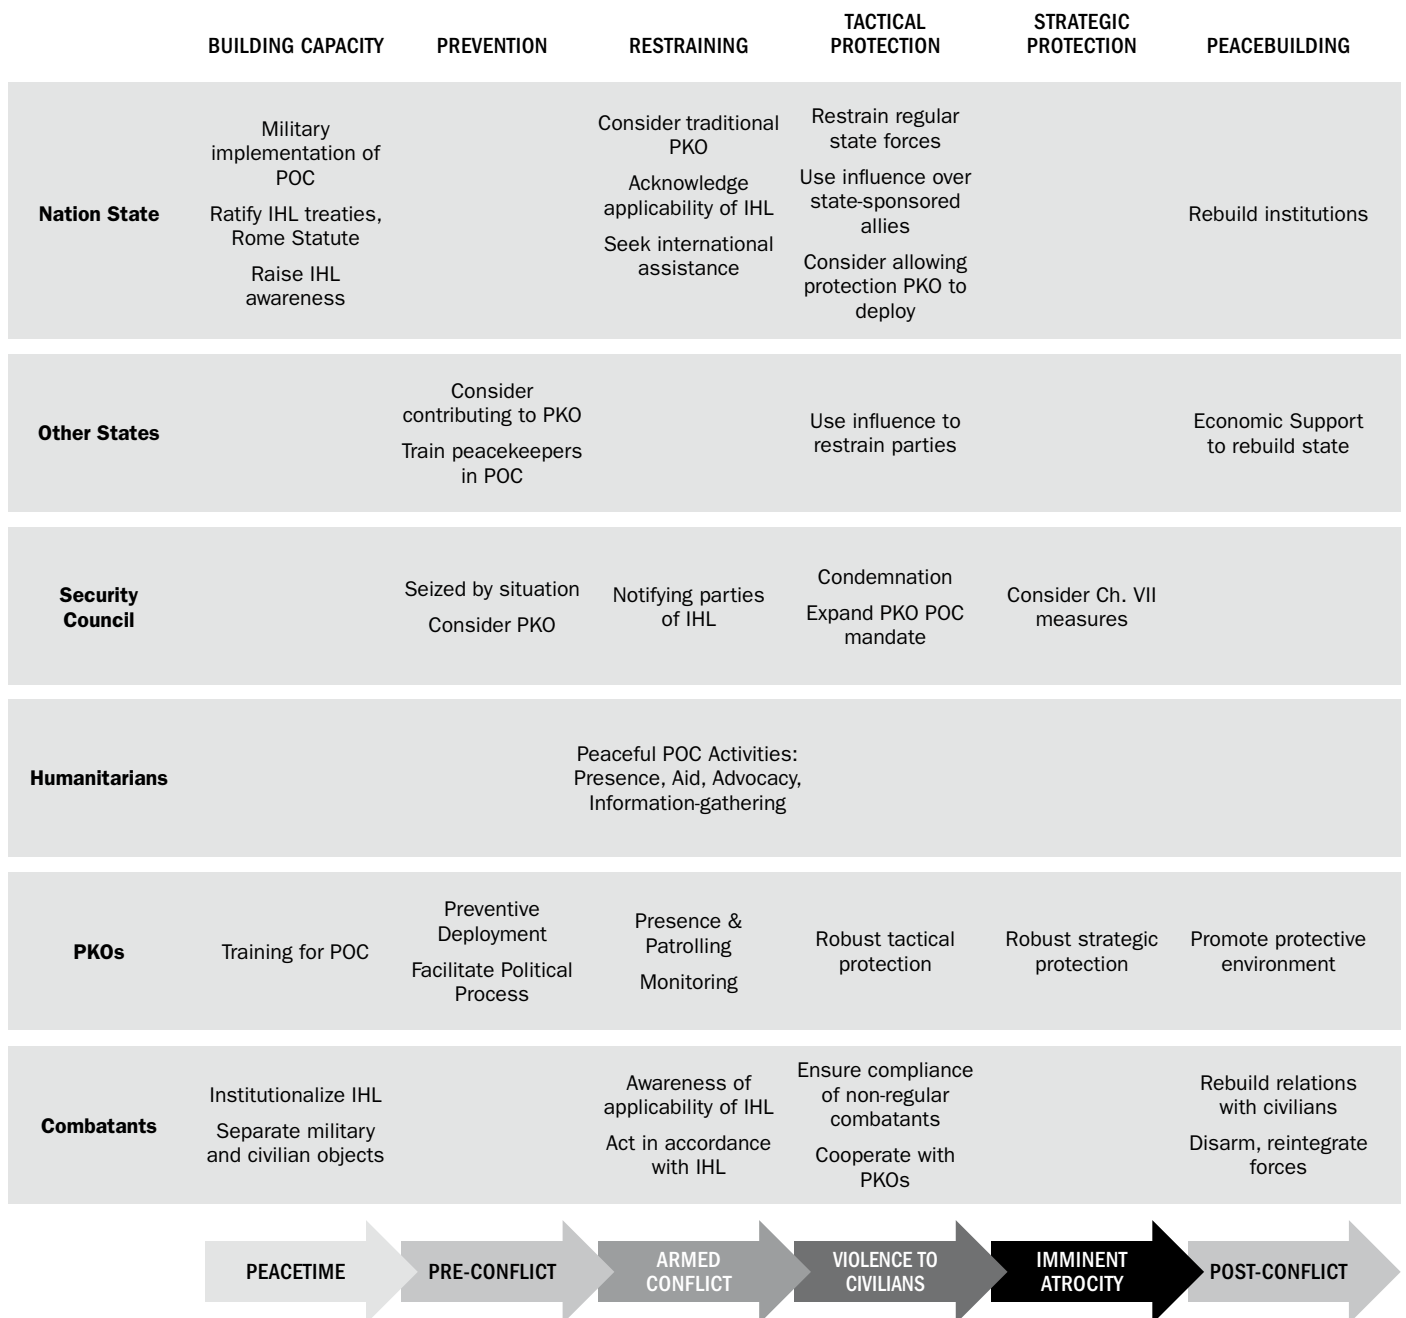 BUILDING CAPACITY
PREVENTION
RESTRAINING
TACTICAL
PROTECTION
STRATEGIC
PROTECTION
PEACEBUILDING
Nation State
Military
implementation of
POC
Ratify IHL treaties,
Rome Statute
Raise IHL
awareness
Consider traditional
PKO
Acknowledge
applicability of IHL
Seek international
assistance
Restrain regular
state forces
Use influence over
state-sponsored
allies
Consider allowing
protection PKO to
deploy
Rebuild institutions
Other States
Consider
contributing to PKO
Train peacekeepers
in POC
Use influence to
restrain parties
Economic Support
to rebuild state
Security
Council
Seized by situation
Consider PKO
Notifying parties
of IHL
Condemnation
Expand PKO POC
mandate
Consider Ch. VII
measures
Humanitarians
Peaceful POC Activities:
Presence, Aid, Advocacy,
Information-gathering
PKOs
Training for POC
Preventive
Deployment
Facilitate Political
Process
Presence &
Patrolling
Monitoring
Robust tactical
protection
Robust strategic
protection
Promote protective
environment
Combatants
Institutionalize IHL
Separate military
and civilian objects
Awareness of
applicability of IHL
Act in accordance
with IHL
Ensure compliance
of non-regular
combatants
Cooperate with
PKOs
Rebuild relations
with civilians
Disarm, reintegrate
forces
PEACETIME
PRE-CONFLICT
ARMED
CONFLICT
VIOLENCE TO
CIVILIANS
IMMINENT
ATROCITY
POST-CONFLICT